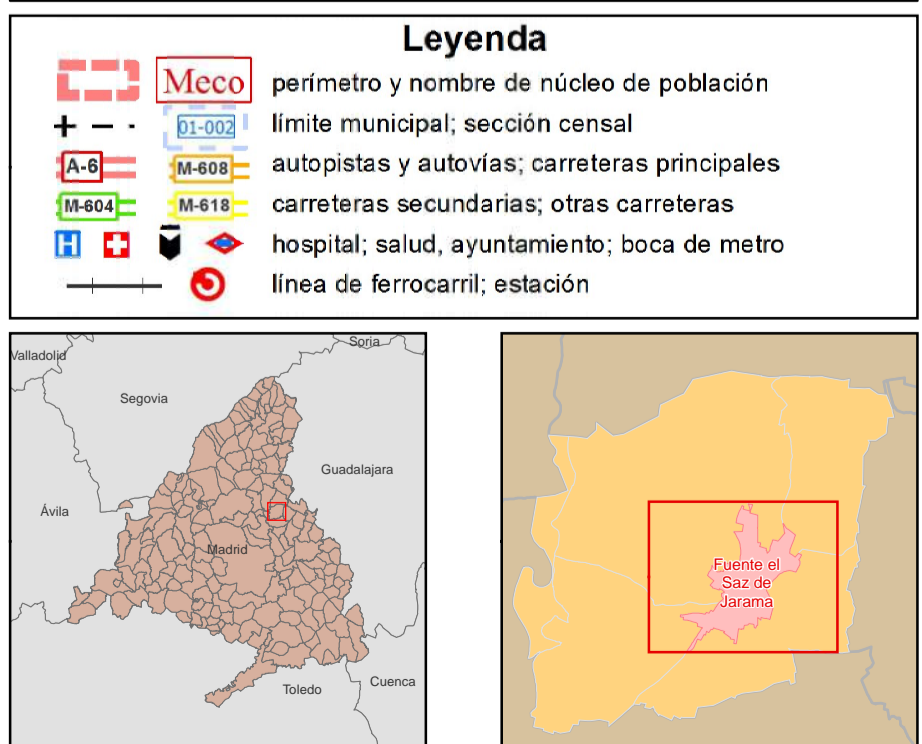 Leyenda
Meco perímetro y nombre de núcleo de población
01-002 límite municipal; sección censal
A-6 M-608 autopistas y autovías; carreteras principales
M-604 M-618 carreteras secundarias; otras carreteras
H hospital; salud, ayuntamiento; boca de metro
línea de ferrocarril; estación
Valladolid
Soria
Segovia
Guadalajara
Ávila
Madrid
Cuenca
Toledo
Fuente el
Saz de
Jarama